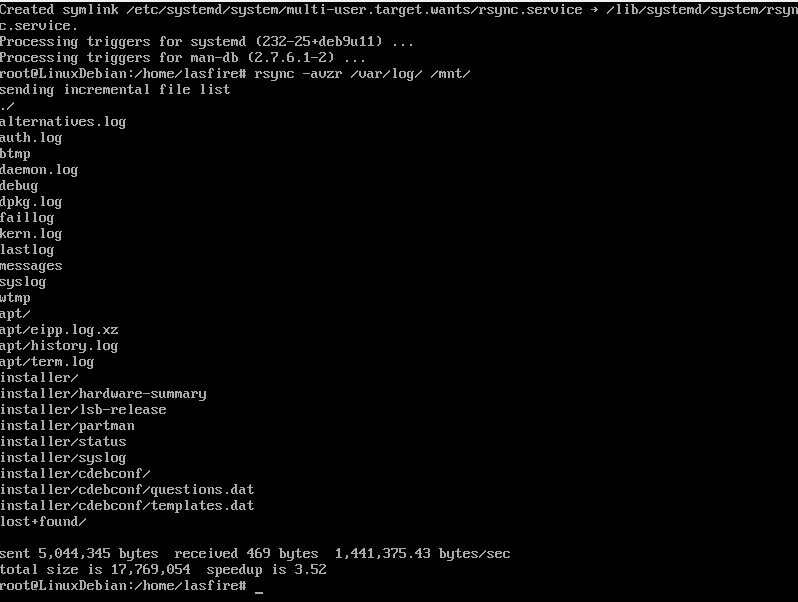 Created symlink /etc/systemd/system/multi-user.target.wants/rsync.service → /lib/systemd/system/rsyn
c.service.
Processing triggers for systemd (232-25+deb9u11) ...
Processing triggers for man-db (2.7.6.1-2) ...
root@LinuxDebian:/home/lasfire# rsync -avzr /var/log/ /mnt/
sending incremental file list
./
alternatives.log
auth.log
btmp
daemon.log
debug
dpkg.log
faillog
kern.log
lastlog
messages
syslog
wtmp
apt/
apt/eipp.log.xz
apt/history.log
apt/term.log
installer/
installer/hardware-summary
installer/lsb-release
installer/partman
installer/status
installer/syslog
installer/cdebconf/
installer/cdebconf/questions.dat
installer/cdebconf/templates.dat
lost+found/
sent 5,044,345 bytes  received 469 bytes  1,441,375.43 bytes/sec
total size is 17,769,054  speedup is 3.52
root@LinuxDebian:/home/lasfire# _